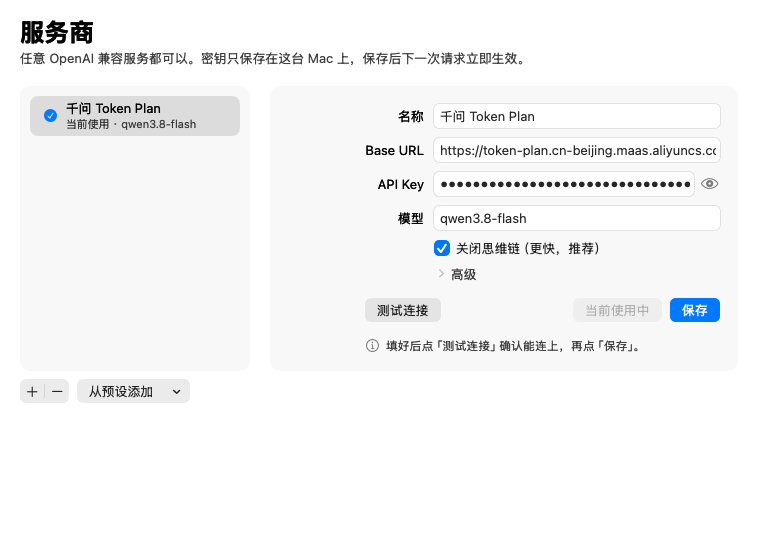 服务商
任意 OpenAI 兼容服务都可以。密钥只保存在这台 Mac 上，保存后下一次请求立即生效。
千问 Token Plan
当前使用 · qwen3.8-flash
名称 千问 Token Plan
Base URL https://token-plan.cn-beijing.maas.aliyuncs.cc
API Key ●●●●●●●●●●●●●●●●●●●●●●●●●●●●●●●
模型 qwen3.8-flash
关闭思维链（更快，推荐）
高级
测试连接 当前使用中 保存
填好后点「测试连接」确认能连上，再点「保存」。
从预设添加